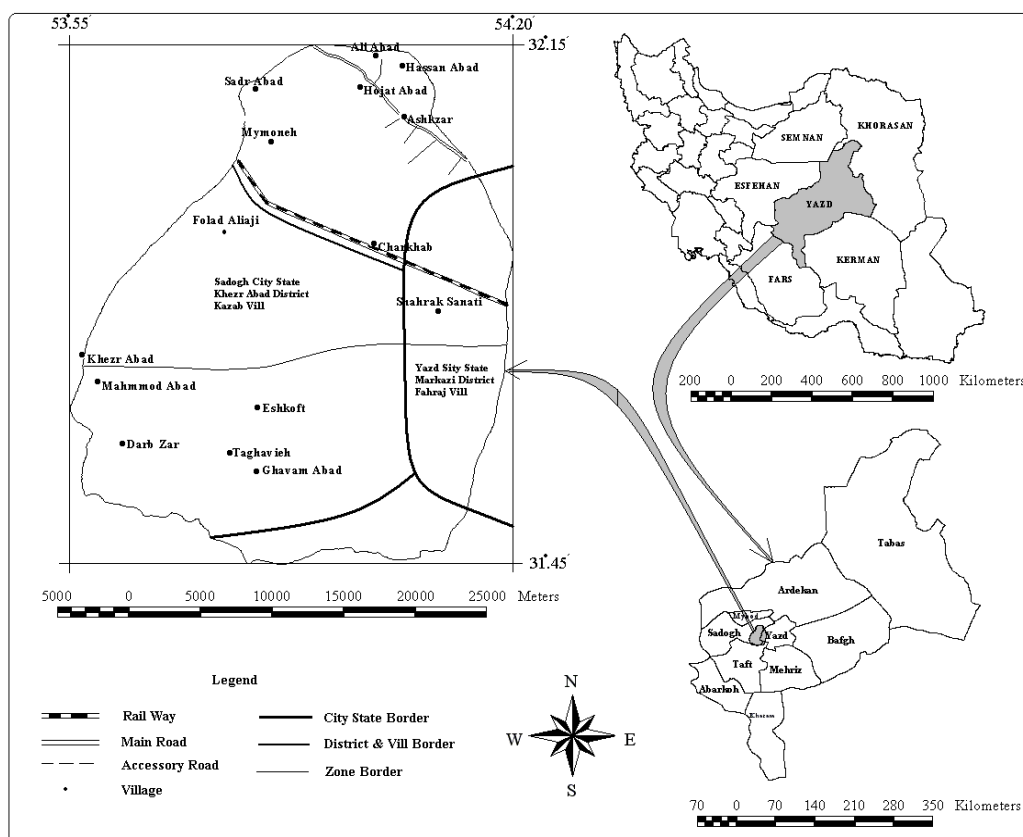 53.55´
54.20´
32.15´
Ali Abad
Hassan Abad
Sadr Abad
Hojat Abad
Ashkzar
Mymoneh
Folad Aliaji
Charkhab
Sadogh City State
Khezr Abad District
Kazab Vill
Shahrak Sanati
Khezr Abad
Yazd Sity State
Markazi District
Fahraj Vill
Mahmmod Abad
Eshkoft
Darb Zar
Taghavieh
Ghavam Abad
31.45´
5000 0 5000 10000 15000 20000 25000 Meters
KHORASAN
SEMNAN
ESFEHAN
YAZD
KERMAN
FARS
200 0 200 400 600 800 1000 Kilometers
Tabas
Ardekan
Sadogh
Yazd
Bafgh
Taft
Mehriz
Abarkoh
70 0 70 140 210 280 350 Kilometers
Legend
Rail Way
Main Road
Accessory Road
Village
City State Border
District & Vill Border
Zone Border
N
W E
S